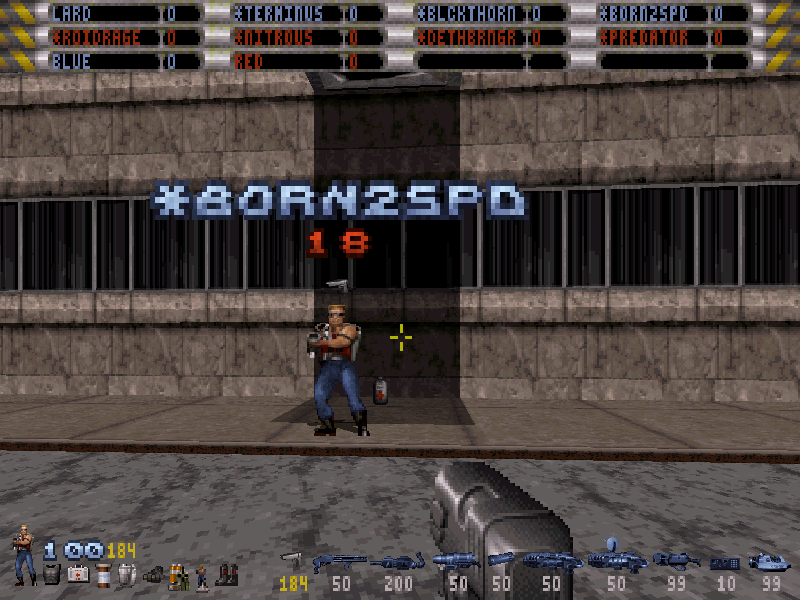 LARD 0 *TERMINUS 0 *BLCKTHORN 0 *BORN2SPD 0
*ROIDRAGE 0 *NITROUS 0 *DETHBRNGR 0 *PREDATOR 0
BLUE 0 RED 0
*BORN2SPD
18
100 184
184 50 200 50 50 50 50 99 10 99